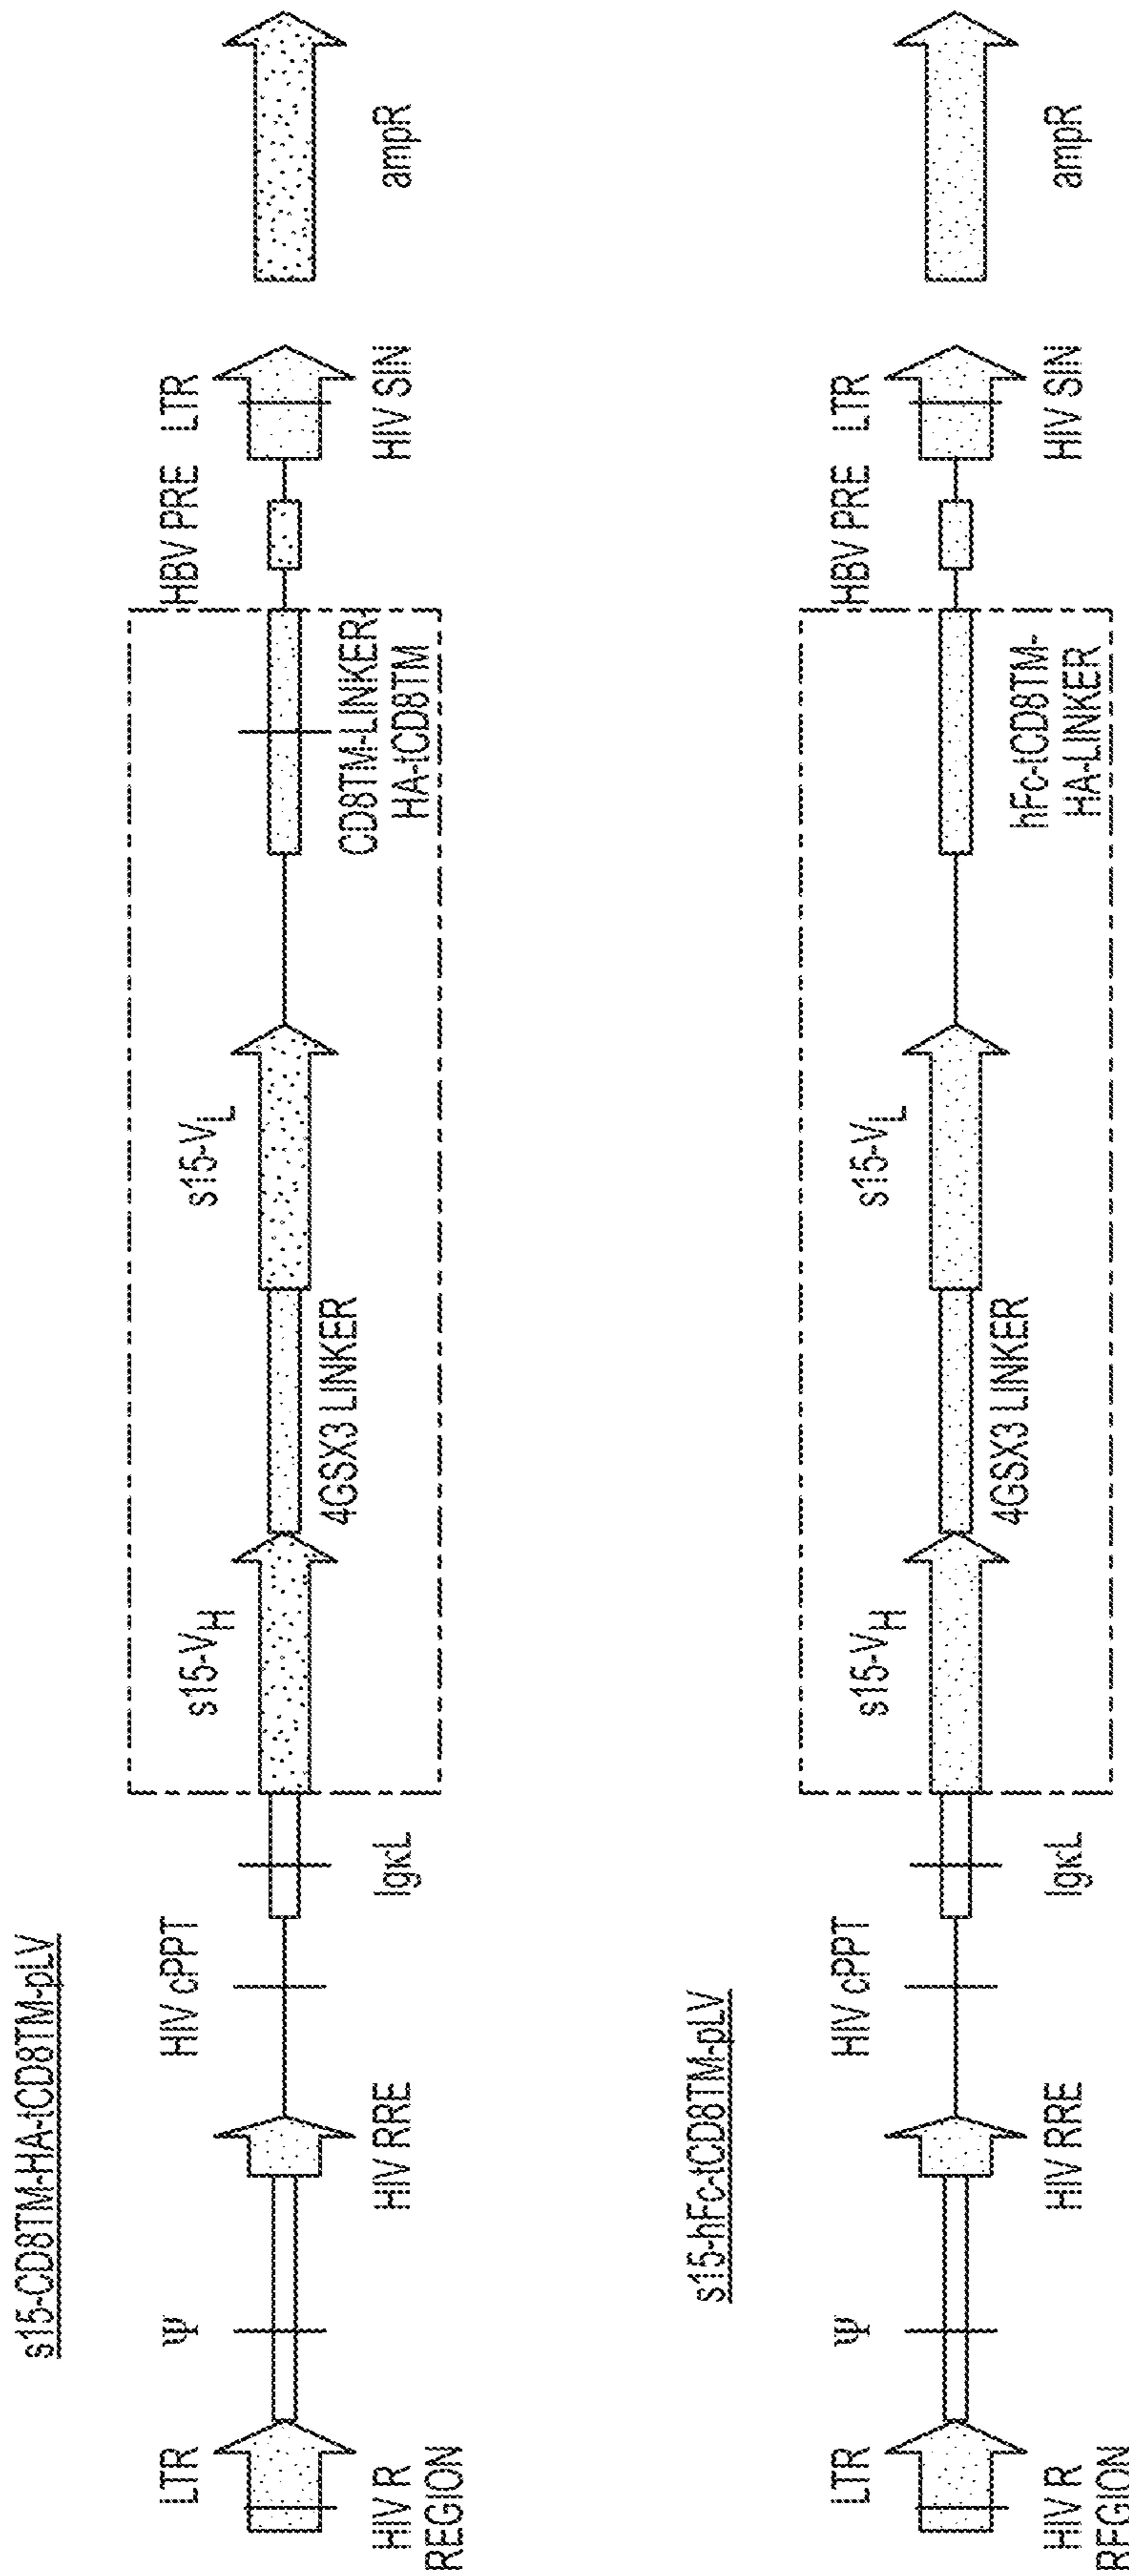 s15-CD8TM-HA-tCD8TM-pLV
LTR
Ψ
HIV cPPT
s15-VH
s15-VL
HBV PRE
LTR
HIV R
REGION
HIV RRE
IgκL
4GSX3 LINKER
CD8TM-LINKER-
HA-tCD8TM
HIV SIN
ampR
s15-hFc-tCD8TM-pLV
LTR
Ψ
HIV cPPT
s15-VH
s15-VL
HBV PRE
LTR
HIV R
REGION
HIV RRE
IgκL
4GSX3 LINKER
hFc-tCD8TM-
HA-LINKER
HIV SIN
ampR